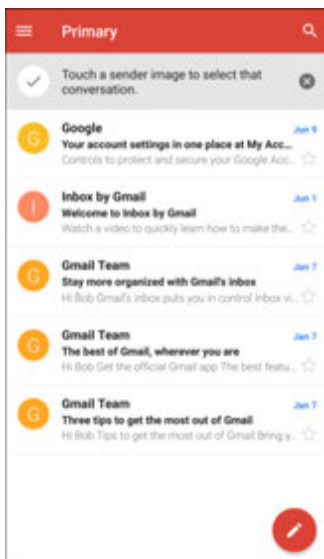 Primary
Touch a sender image to select that
conversation.
G
Google
Jun 9
Your account settings in one place at My Acc...
Controls to protect and secure your Google Acc...
I
Inbox by Gmail
Jun 1
Welcome to Inbox by Gmail
Watch a video to quickly learn how to make the...
G
Gmail Team
Jan 7
Stay more organized with Gmail's inbox
Hi Bob Gmail's inbox puts you in control Inbox vi...
G
Gmail Team
Jan 7
The best of Gmail, wherever you are
Hi Bob Get the official Gmail app The best featu...
G
Gmail Team
Jan 7
Three tips to get the most out of Gmail
Hi Bob Tips to get the most out of Gmail Bring y...